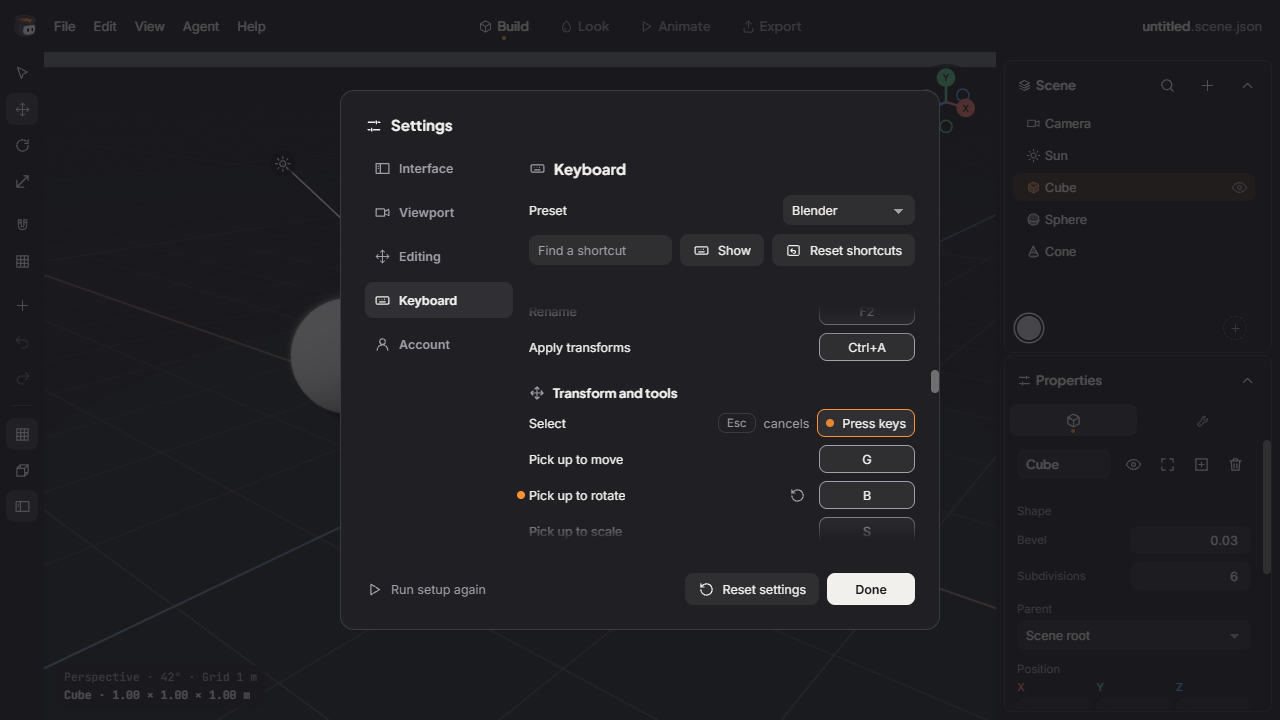 File Edit View Agent Help
Build Look Animate Export
untitled.scene.json
Y
X
Scene
Camera
Sun
Cube
Sphere
Cone
Settings
Interface
Viewport
Editing
Keyboard
Account
Keyboard
Preset Blender
Find a shortcut Show Reset shortcuts
Rename F2
Apply transforms Ctrl+A
Transform and tools
Select Esc cancels Press keys
Pick up to move G
Pick up to rotate B
Pick up to scale S
Run setup again Reset settings Done
Properties
Cube
Shape
Bevel 0.03
Subdivisions 6
Parent
Scene root
Position
X Y Z
Perspective · 42° · Grid 1 m
Cube · 1.00 × 1.00 × 1.00 m